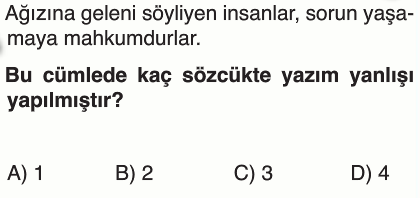 Ağızına geleni söyliyen insanlar, sorun yaşa-
maya mahkumdurlar.
Bu cümlede kaç sözcükte yazım yanlışı
yapılmıştır?
A) 1 B) 2 C) 3 D) 4